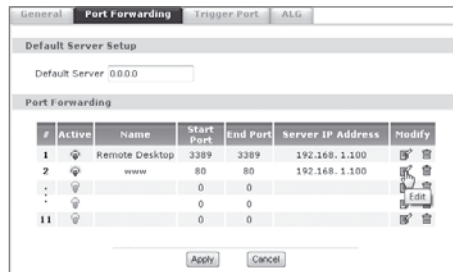 General Port Forwarding Trigger Port ALG
Default Server Setup
Default Server 0.0.0.0
Port Forwarding
# Active Name Start Port End Port Server IP Address Modify
1 Remote Desktop 3389 3389 192.168.1.100
2 www 80 80 192.168.1.100
: 0 0
Edit
: 0 0
11 0 0
Apply Cancel